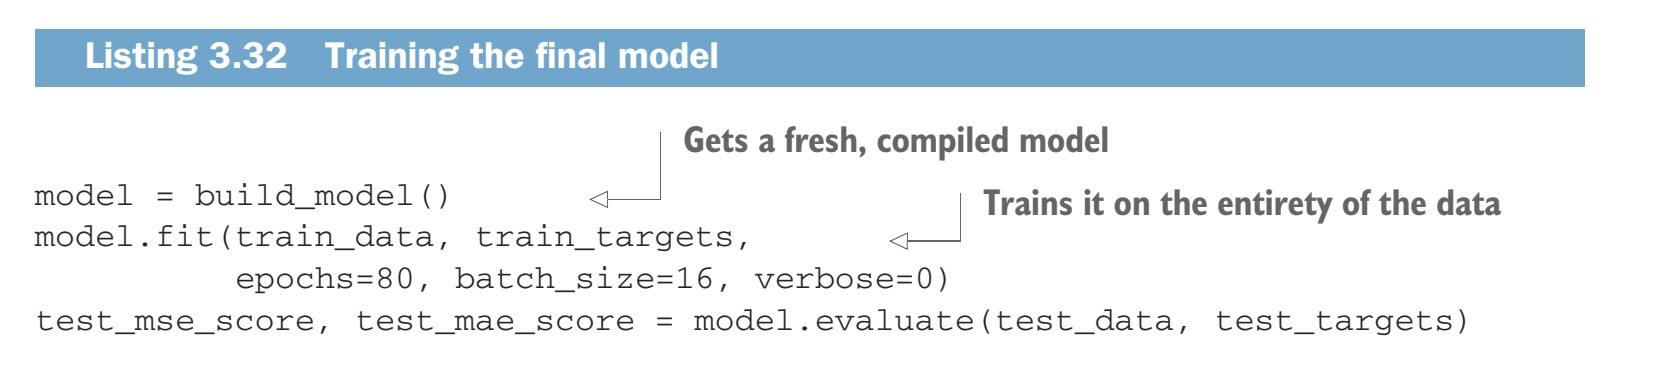 Listing 3.32 Training the final model
Gets a fresh, compiled model
model = build_model()
Trains it on the entirety of the data
model.fit(train_data, train_targets,
epochs=80, batch_size=16, verbose=0)
test_mse_score, test_mae_score = model.evaluate(test_data, test_targets)